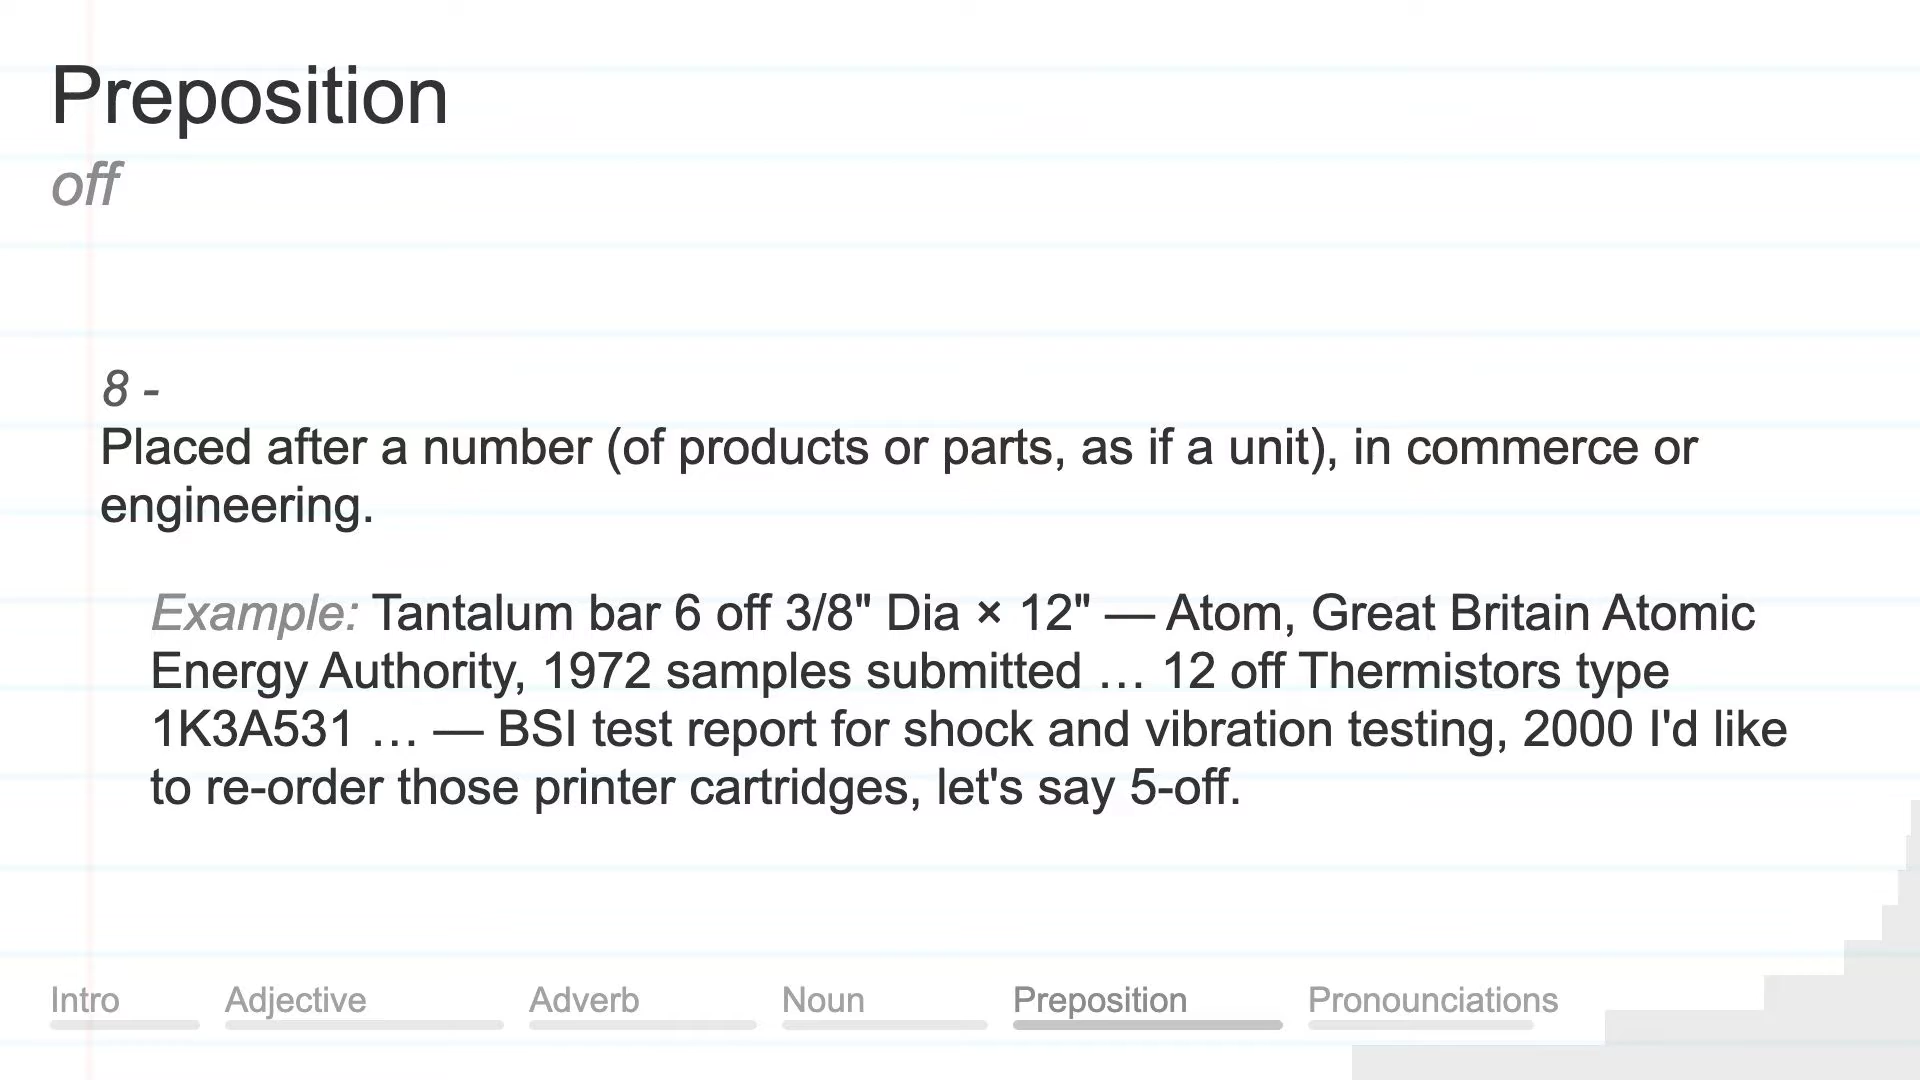 Preposition
off
8 -
Placed after a number (of products or parts, as if a unit), in commerce or
engineering.
Example: Tantalum bar 6 off 3/8" Dia × 12" — Atom, Great Britain Atomic
Energy Authority, 1972 samples submitted … 12 off Thermistors type
1K3A531 … — BSI test report for shock and vibration testing, 2000 I'd like
to re-order those printer cartridges, let's say 5-off.
Intro Adjective Adverb Noun Preposition Pronounciations